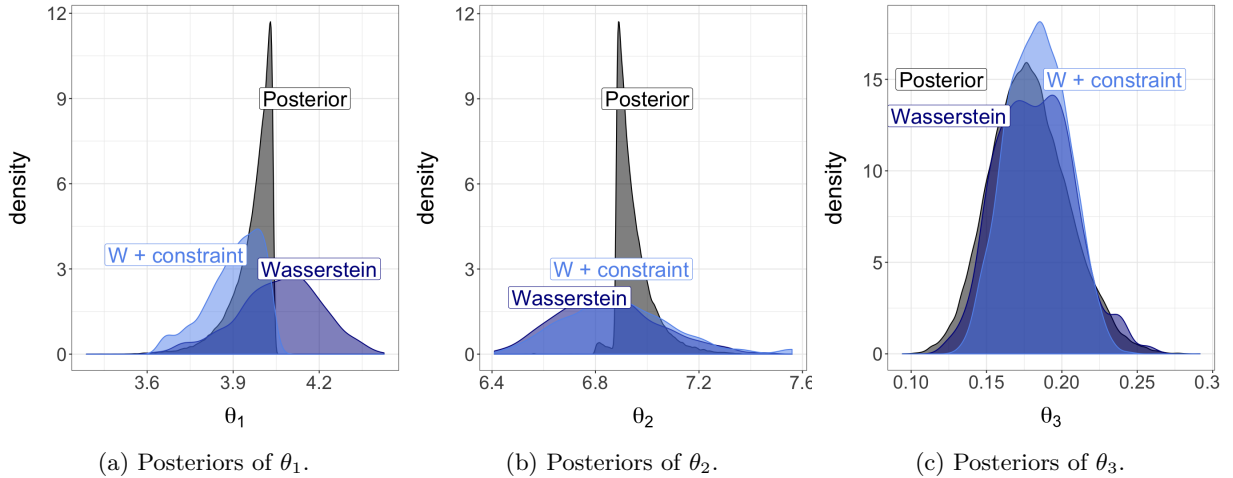 12
9
6
3
0
density
Posterior
W + constraint
Wasserstein
3.6 3.9 4.2
θ1
(a) Posteriors of θ1.
12
9
6
3
0
density
Posterior
W + constraint
Wasserstein
6.4 6.8 7.2 7.6
θ2
(b) Posteriors of θ2.
15
10
5
0
density
Posterior
W + constraint
Wasserstein
0.10 0.15 0.20 0.25 0.3
θ3
(c) Posteriors of θ3.